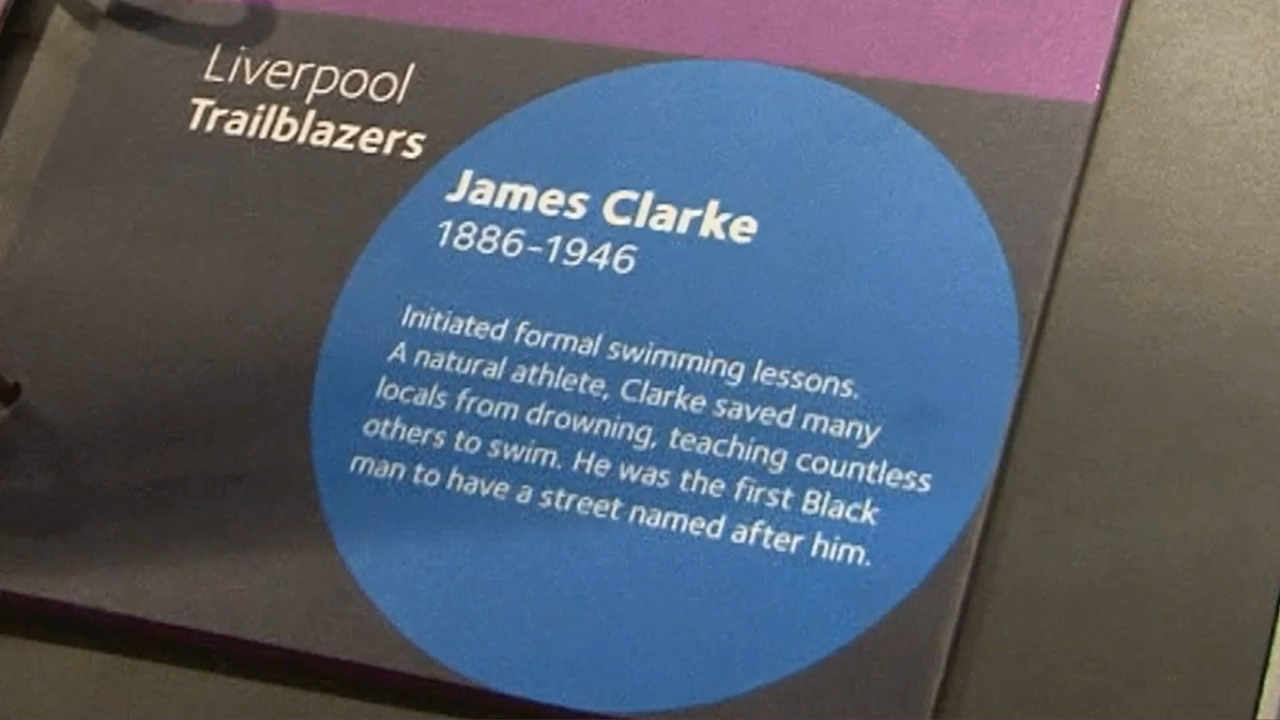 Liverpool
Trailblazers
James Clarke
1886-1946
Initiated formal swimming lessons.
A natural athlete, Clarke saved many
locals from drowning, teaching countless
others to swim. He was the first Black
man to have a street named after him.